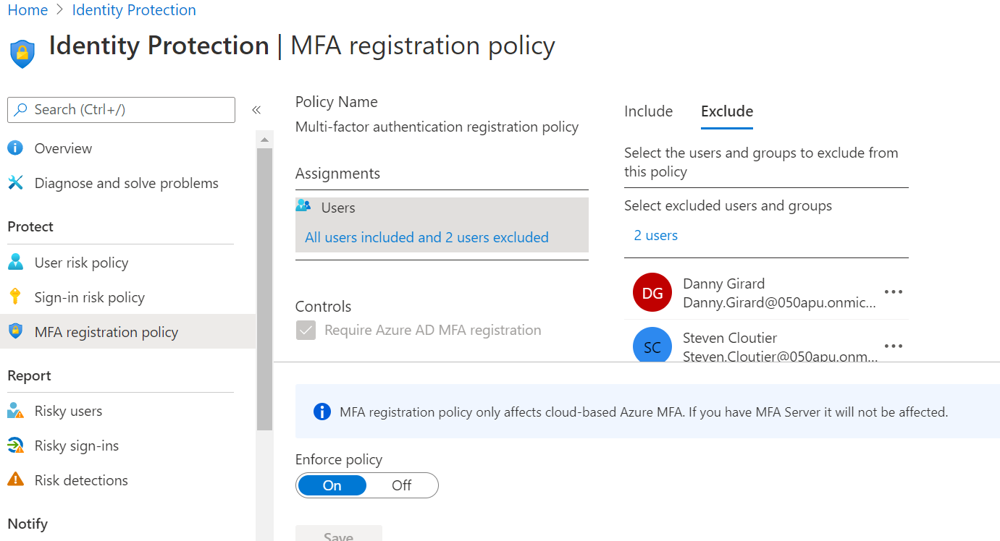 Home > Identity Protection
Identity Protection | MFA registration policy
Search (Ctrl+/)
«
Overview
Diagnose and solve problems
Protect
User risk policy
Sign-in risk policy
MFA registration policy
Report
Risky users
Risky sign-ins
Risk detections
Notify
Policy Name
Multi-factor authentication registration policy
Assignments
Users
All users included and 2 users excluded
Controls
Require Azure AD MFA registration
Include Exclude
Select the users and groups to exclude from
this policy
Select excluded users and groups
2 users
DG
Danny Girard
Danny.Girard@050apu.onmic...
SC
Steven Cloutier
Steven.Cloutier@050apu.onm...
MFA registration policy only affects cloud-based Azure MFA. If you have MFA Server it will not be affected.
Enforce policy
On Off
Save